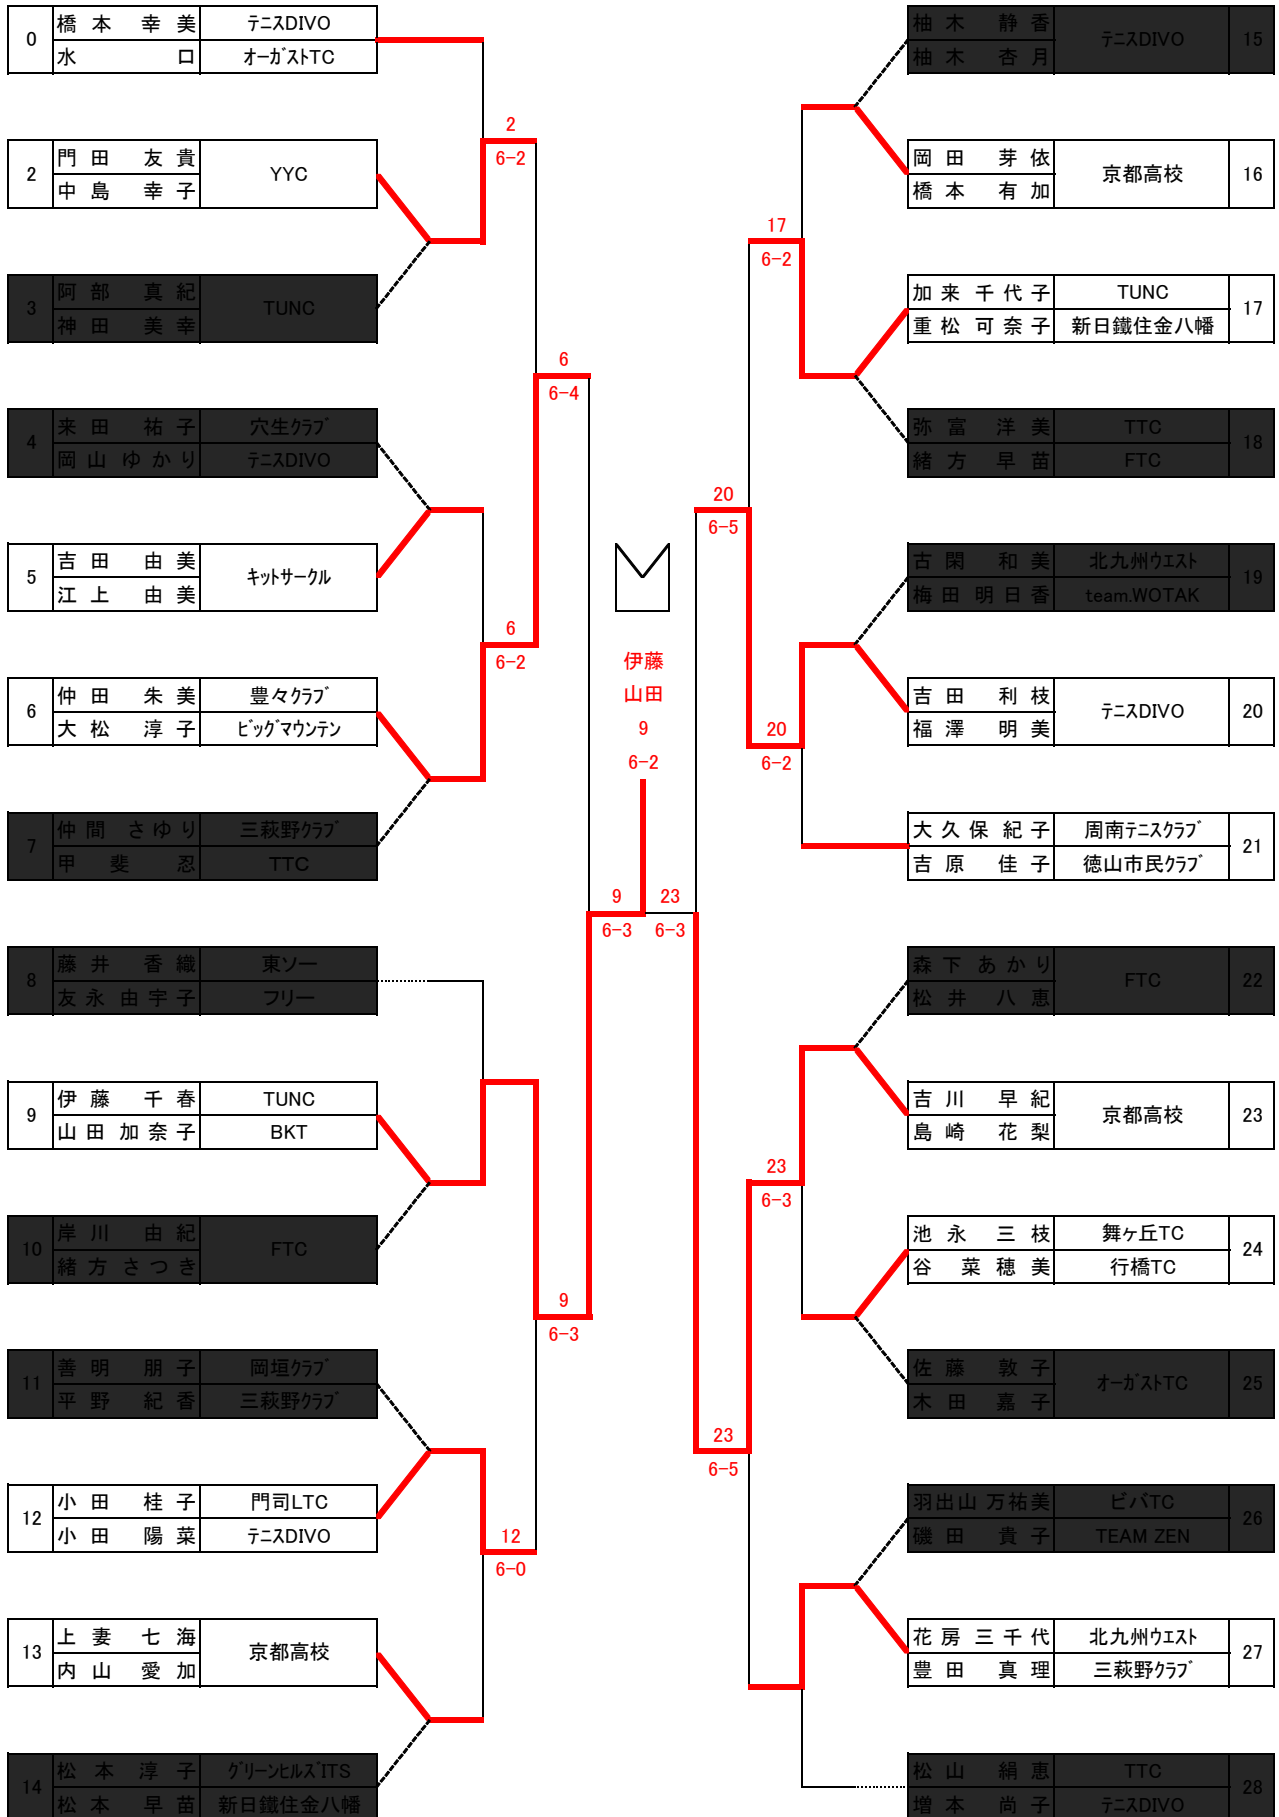 0 橋本 幸美 テニスDIVO
水 口 オーガストTC
2 門田 友貴 YYC
中島 幸子
3 阿部 真紀 TUNC
神田 美幸
4 来田 祐子 穴生クラブ
岡山ゆかり テニスDIVO
5 吉田 由美 キットサークル
江上 由美
6 仲田 朱美 豊々クラブ
大松 淳子 ビッグマウンテン
7 仲間 さゆり 三萩野クラブ
甲斐 忍 TTC
8 藤井 香織 東ソー
友永由宇子 フリー
9 伊藤 千春 TUNC
山田加奈子 BKT
10 岸川 由紀 FTC
緒方さつき
11 善明 朋子 岡垣クラブ
平野 紀香 三萩野クラブ
12 小田 桂子 門司LTC
小田 陽菜 テニスDIVO
13 上妻 七海 京都高校
内山 愛加
14 松本 淳子 グリーンヒルズITS
松本 早苗 新日鐵住金八幡
2
6-2
6
6-4
6
6-2
9
6-3
12
6-0
伊藤
山田
9
6-2
9
6-3
23
6-3
17
6-2
20
6-5
20
6-2
23
6-3
23
6-5
柚木 静香 テニスDIVO 15
柚木 杏月
岡田 芽依 京都高校 16
橋本 有加
加来千代子 TUNC 17
重松可奈子 新日鐵住金八幡
弥富 洋美 TTC 18
緒方 早苗 FTC
古閑 和美 北九州ウエスト 19
梅田明日香 team.WOTAK
吉田 利枝 テニスDIVO 20
福澤 明美
大久保紀子 周南テニスクラブ 21
吉原 佳子 徳山市民クラブ
森下あかり FTC 22
松井 八恵
吉川 早紀 京都高校 23
島崎 花梨
池永 三枝 舞ヶ丘TC 24
谷 菜穂美 行橋TC
佐藤 敦子 オーガストTC 25
木田 嘉子
羽出山 万祐美 ビバTC 26
磯田 貴子 TEAM ZEN
花房三千代 北九州ウエスト 27
豊田 真理 三萩野クラブ
松山 絹恵 TTC 28
増本 尚子 テニスDIVO